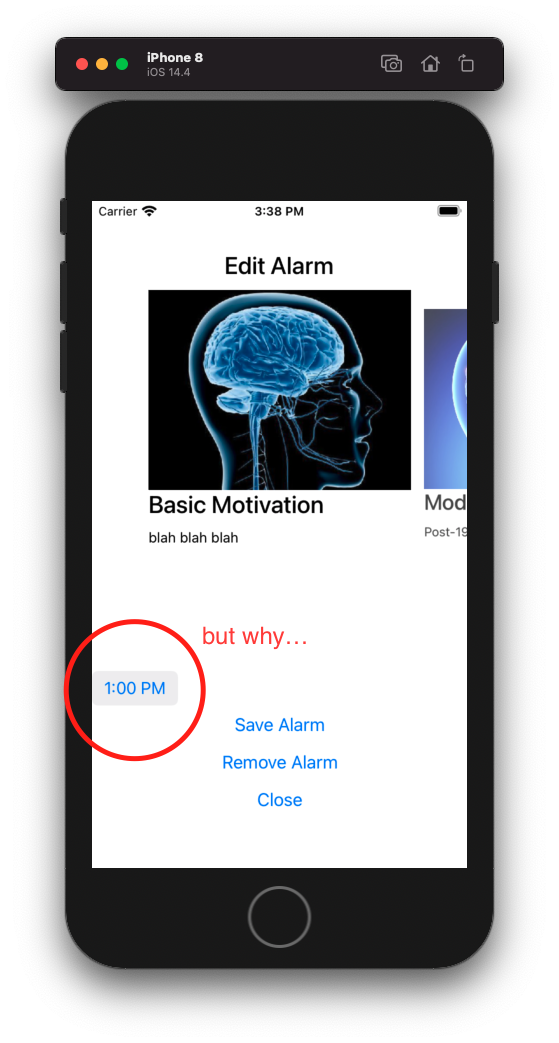 iPhone 8
iOS 14.4
Carrier 3:38 PM
Edit Alarm
Basic Motivation
Mod
blah blah blah
Post-19
but why...
1:00 PM
Save Alarm
Remove Alarm
Close